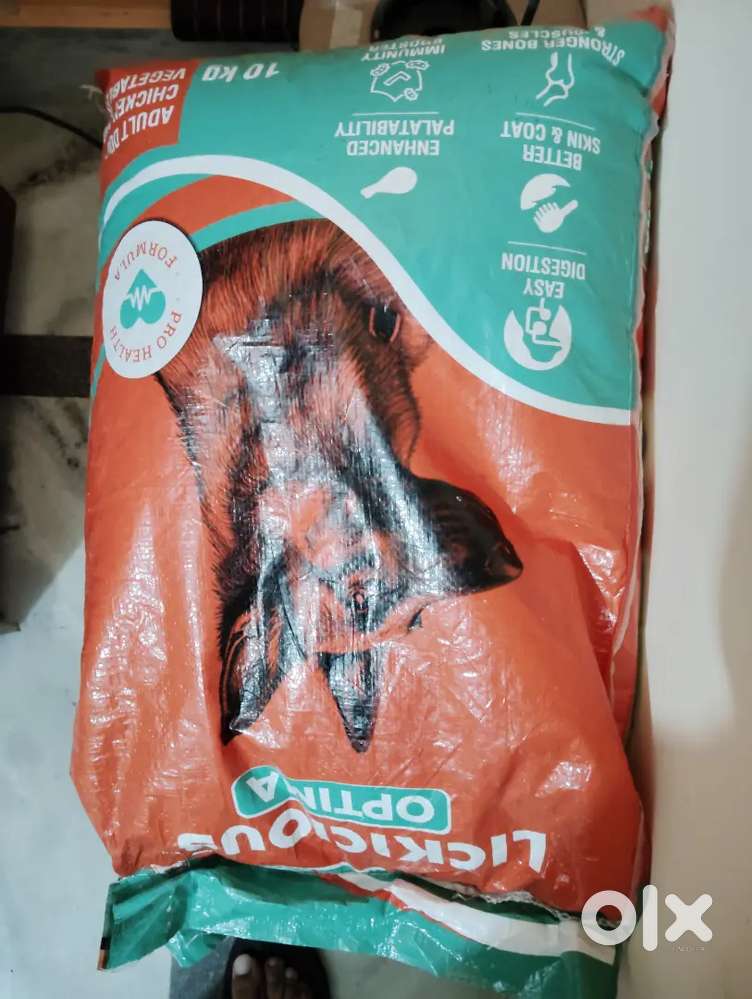 LICKICIOUS
OPTIMA
EASY
DIGESTION
BETTER
SKIN & COAT
STRONGER BONES
& MUSCLES
ENHANCED
PALATABILITY
IMMUNITY
BOOSTER
PRO HEALTH
FORMULA
10 kg
ADULT
CHICKEN
VEGETABL
olx